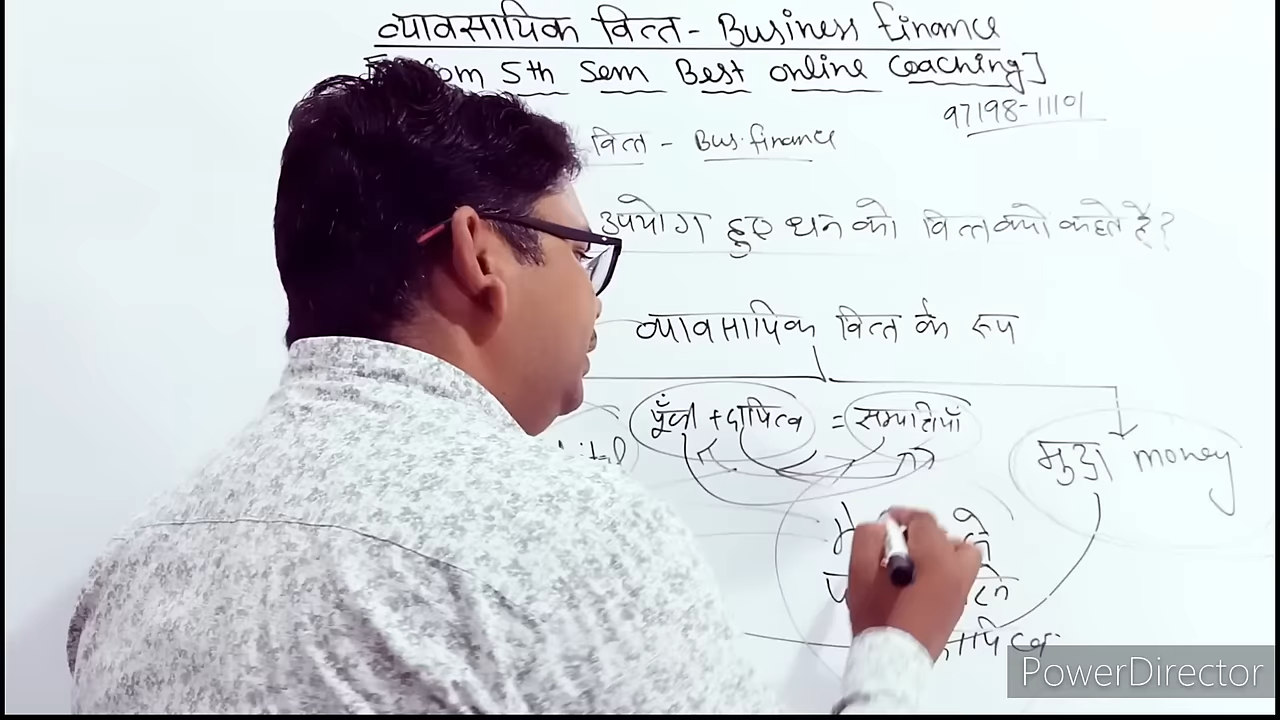 व्यावसायिक वित्त - Business finance
5th Sem Best online Coaching]
97198-11101
वित्त - Bus. finance
उपयोग हुए धन को वित्त क्यों कहते हैं?
व्यावसायिक वित्त के रूप
पूँजी + दायित्व = सम्पत्तियाँ
मुद्रा money
PowerDirector